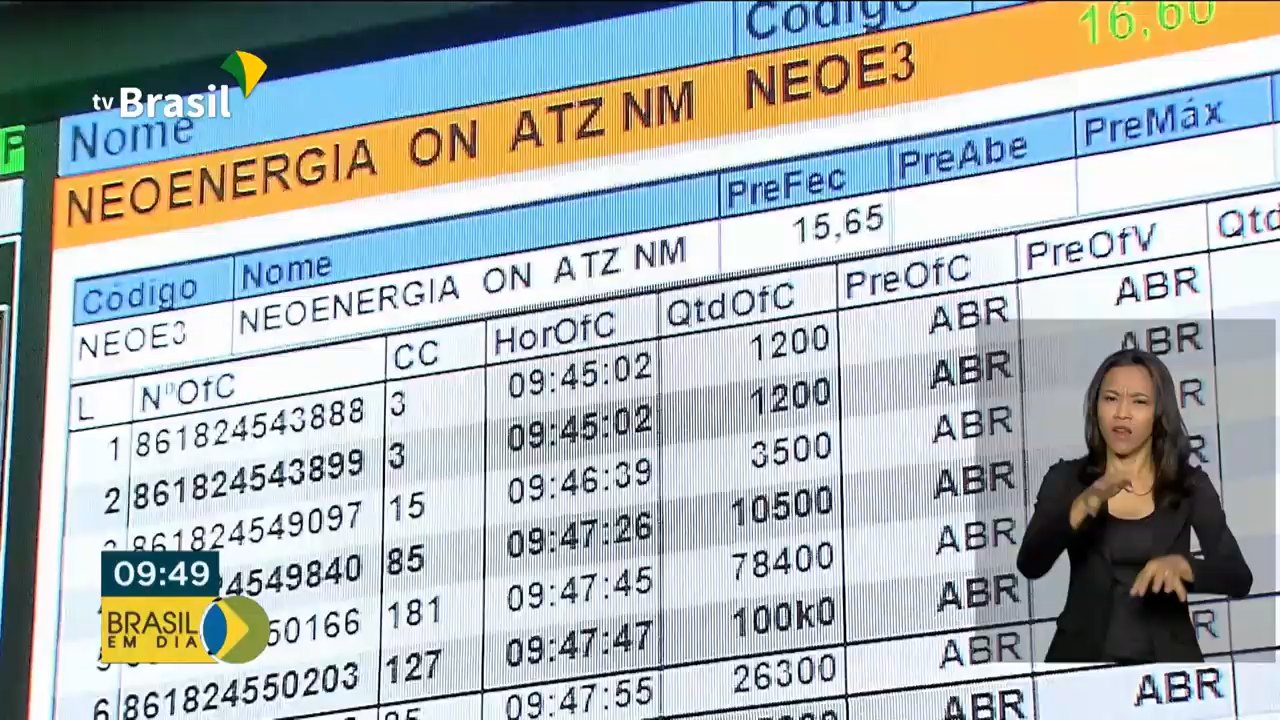 Código 16,60
tv Brasil
Nome
NEOENERGIA ON ATZ NM NEOE3
Código Nome PreFec PreAbe PreMáx
NEOE3 NEOENERGIA ON ATZ NM 15,65
L NºOfC CC HorOfC QtdOfC PreOfC PreOfV Qtd
1 861824543888 3 09:45:02 1200 ABR ABR
2 861824543899 3 09:45:02 1200 ABR ABR
861824549097 15 09:46:39 3500 ABR R
24549840 85 09:47:26 10500 ABR
50166 181 09:47:45 78400 ABR
6 861824550203 127 09:47:47 100k0 ABR R
09:47:55 26300 ABR ABR
ABR
09:49
BRASIL
EM DIA